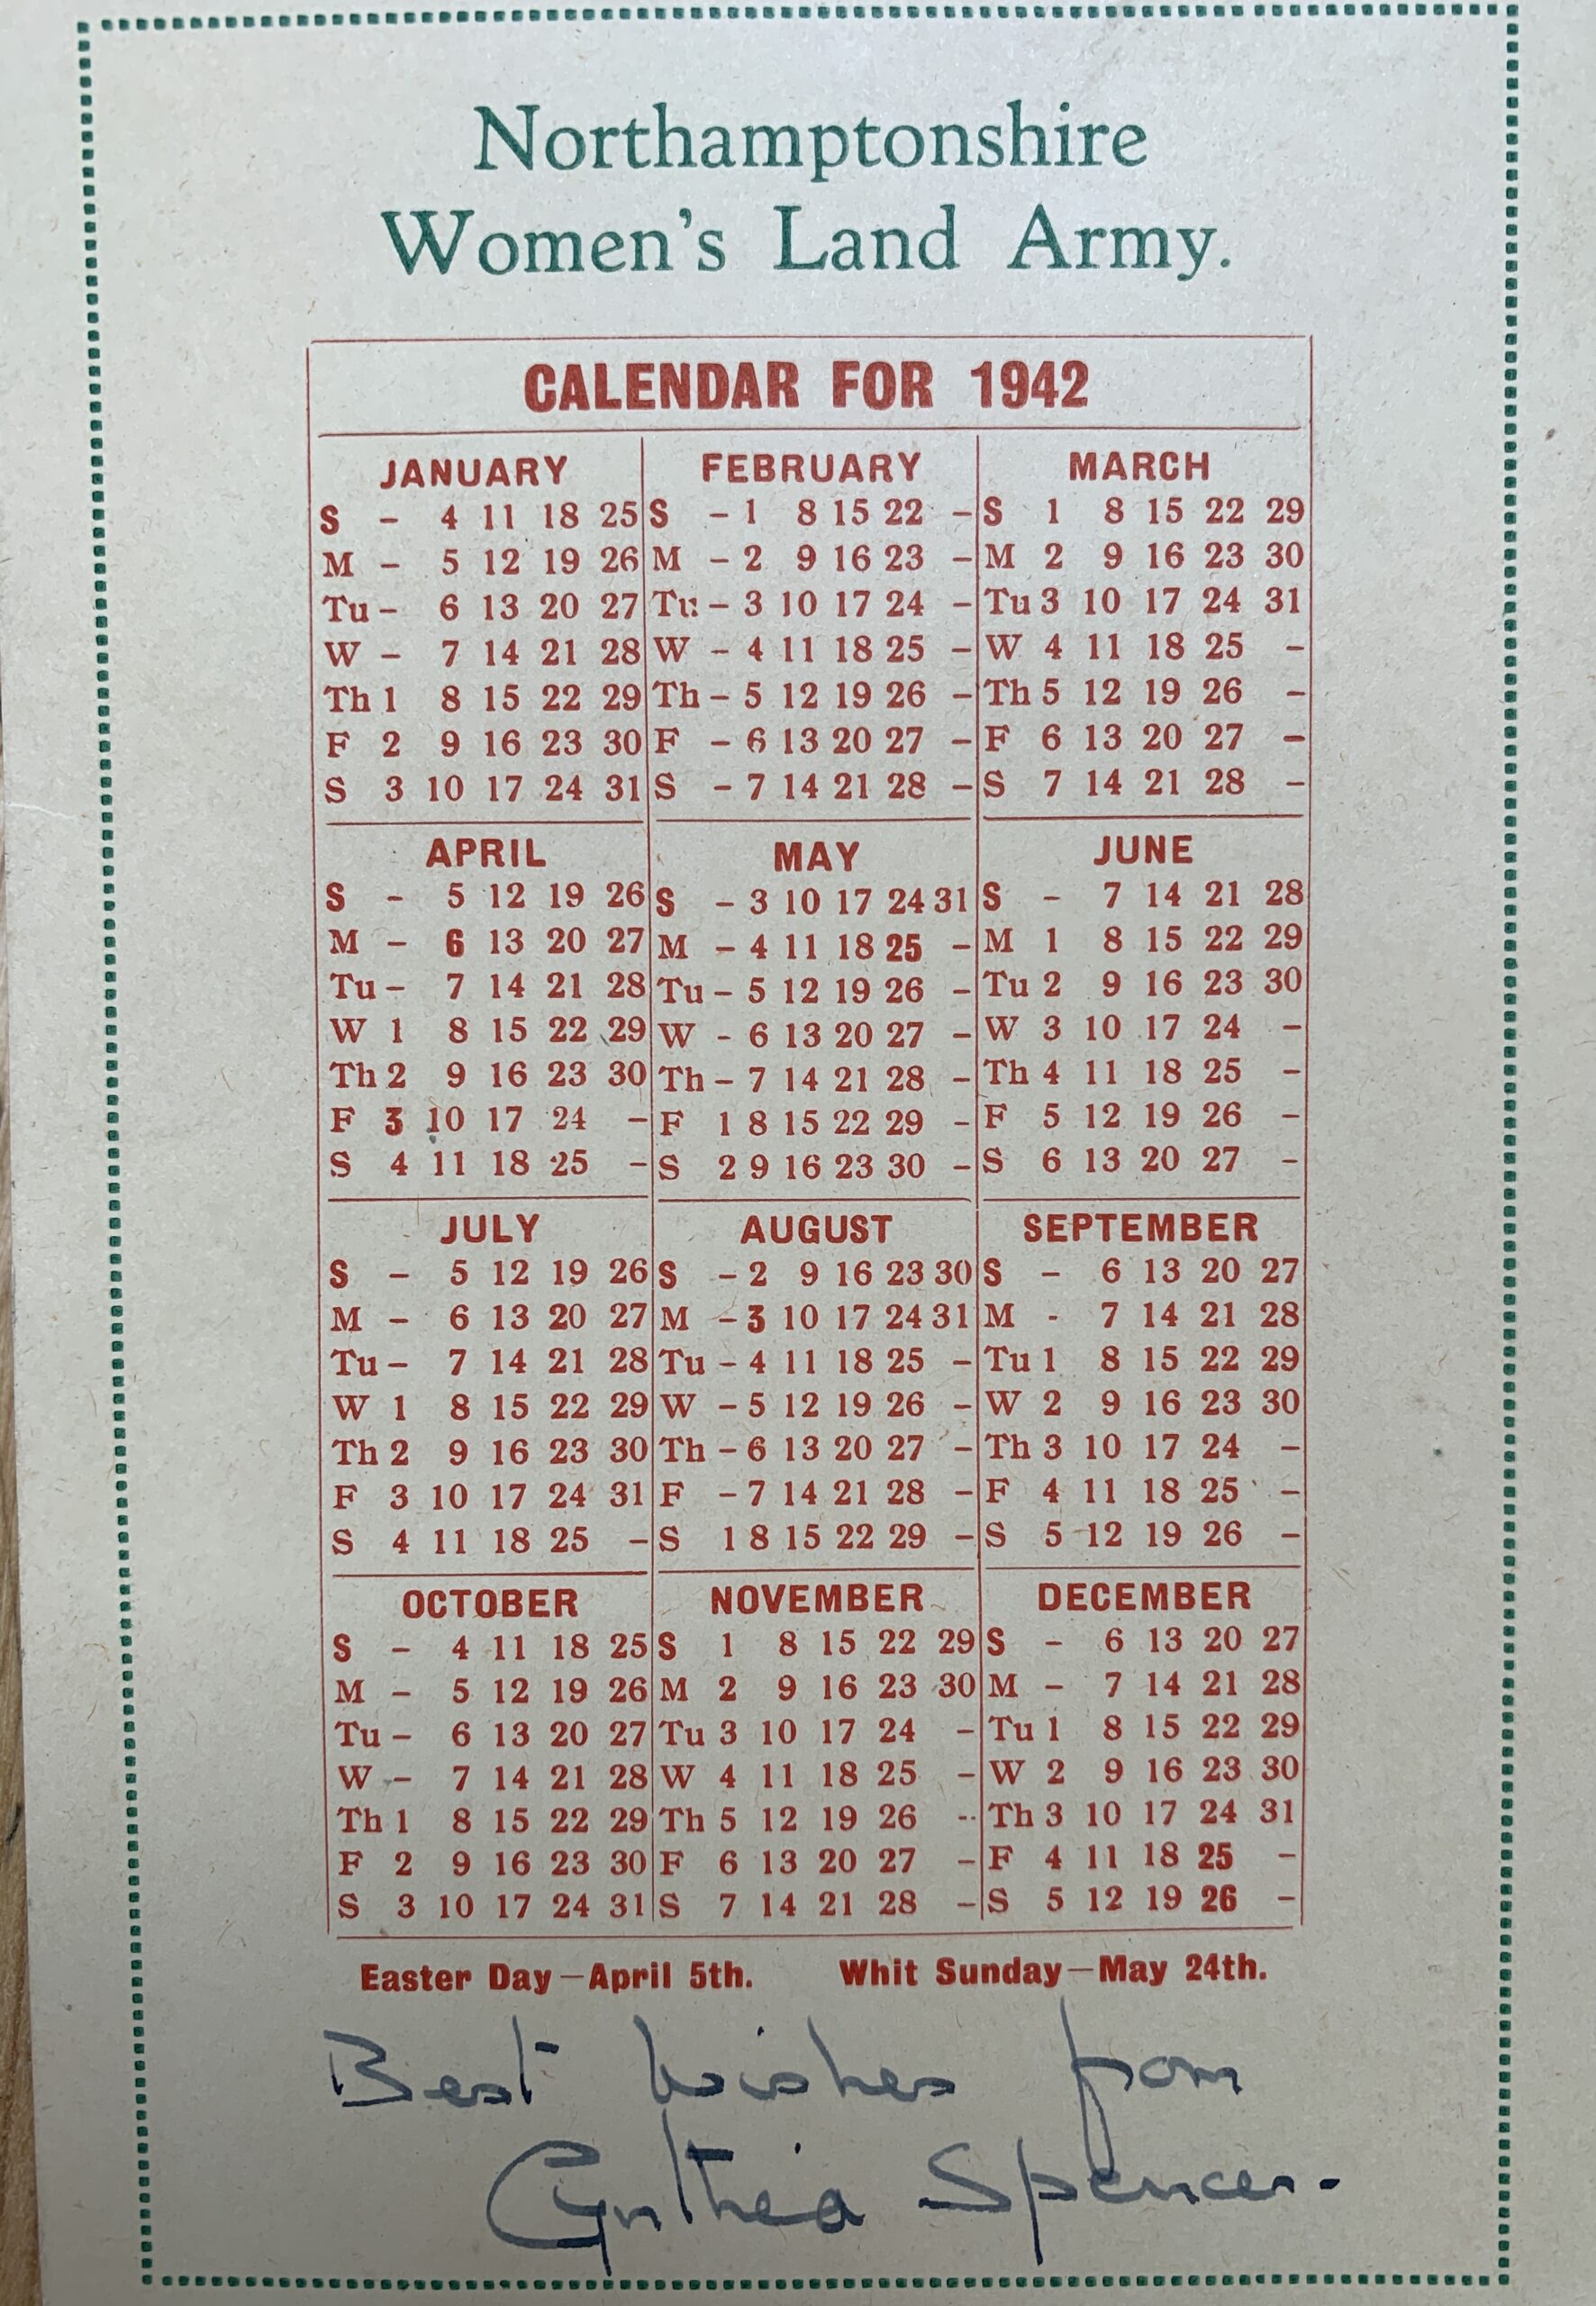 Northamptonshire
Women's Land Army.
CALENDAR FOR 1942
JANUARY
S - 4 11 18 25
M - 5 12 19 26
Tu - 6 13 20 27
W - 7 14 21 28
Th 1 8 15 22 29
F 2 9 16 23 30
S 3 10 17 24 31
FEBRUARY
S - 1 8 15 22 -
M - 2 9 16 23 -
Tu - 3 10 17 24 -
W - 4 11 18 25 -
Th - 5 12 19 26 -
F - 6 13 20 27 -
S - 7 14 21 28 -
MARCH
S 1 8 15 22 29
M 2 9 16 23 30
Tu 3 10 17 24 31
W 4 11 18 25 -
Th 5 12 19 26 -
F 6 13 20 27 -
S 7 14 21 28 -
APRIL
S - 5 12 19 26
M - 6 13 20 27
Tu - 7 14 21 28
W 1 8 15 22 29
Th 2 9 16 23 30
F 3 10 17 24 -
S 4 11 18 25 -
MAY
S - 3 10 17 24 31
M - 4 11 18 25 -
Tu - 5 12 19 26 -
W - 6 13 20 27 -
Th - 7 14 21 28 -
F 1 8 15 22 29 -
S 2 9 16 23 30 -
JUNE
S - 7 14 21 28
M 1 8 15 22 29
Tu 2 9 16 23 30
W 3 10 17 24 -
Th 4 11 18 25 -
F 5 12 19 26 -
S 6 13 20 27 -
JULY
S - 5 12 19 26
M - 6 13 20 27
Tu - 7 14 21 28
W 1 8 15 22 29
Th 2 9 16 23 30
F 3 10 17 24 31
S 4 11 18 25 -
AUGUST
S - 2 9 16 23 30
M - 3 10 17 24 31
Tu - 4 11 18 25 -
W - 5 12 19 26 -
Th - 6 13 20 27 -
F - 7 14 21 28 -
S 1 8 15 22 29 -
SEPTEMBER
S - 6 13 20 27
M - 7 14 21 28
Tu 1 8 15 22 29
W 2 9 16 23 30
Th 3 10 17 24 -
F 4 11 18 25 -
S 5 12 19 26 -
OCTOBER
S - 4 11 18 25
M - 5 12 19 26
Tu - 6 13 20 27
W - 7 14 21 28
Th 1 8 15 22 29
F 2 9 16 23 30
S 3 10 17 24 31
NOVEMBER
S 1 8 15 22 29
M 2 9 16 23 30
Tu 3 10 17 24 -
W 4 11 18 25 -
Th 5 12 19 26 -
F 6 13 20 27 -
S 7 14 21 28 -
DECEMBER
S - 6 13 20 27
M - 7 14 21 28
Tu 1 8 15 22 29
W 2 9 16 23 30
Th 3 10 17 24 31
F 4 11 18 25 -
S 5 12 19 26 -
Easter Day—April 5th. Whit Sunday—May 24th.
Best wishes from
Cynthia Spencer.